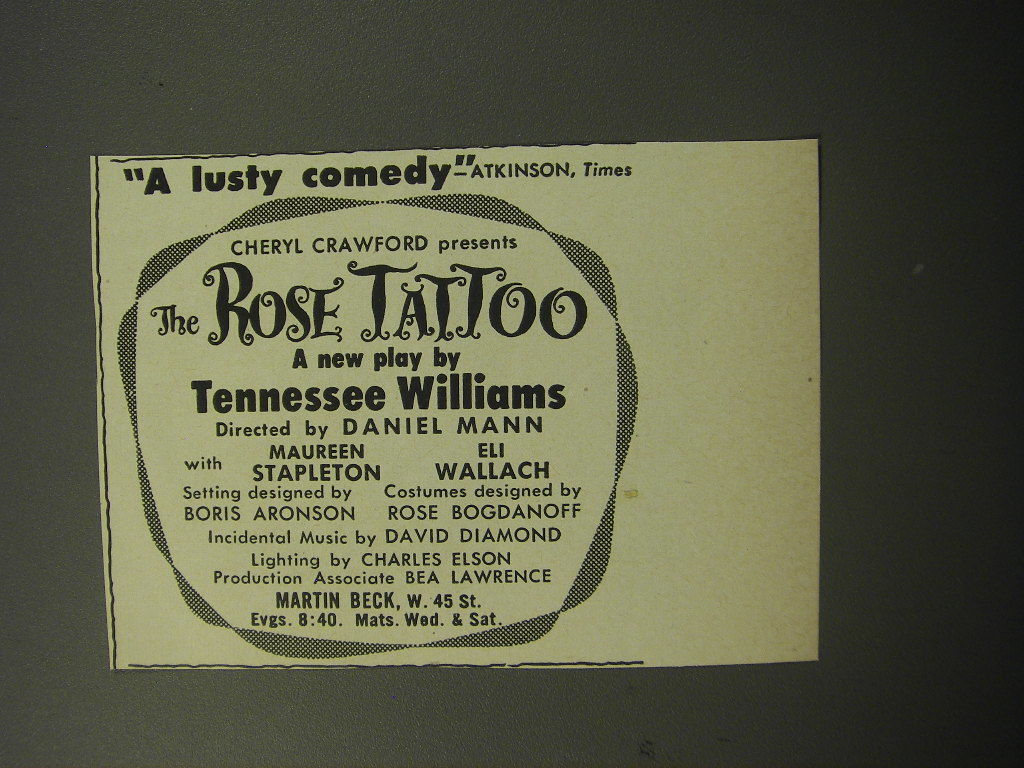 "A lusty comedy"—ATKINSON, Times
CHERYL CRAWFORD presents
The ROSE TATTOO
A new play by
Tennessee Williams
Directed by DANIEL MANN
with MAUREEN STAPLETON ELI WALLACH
Setting designed by Costumes designed by
BORIS ARONSON ROSE BOGDANOFF
Incidental Music by DAVID DIAMOND
Lighting by CHARLES ELSON
Production Associate BEA LAWRENCE
MARTIN BECK, W. 45 St.
Evgs. 8:40. Mats. Wed. & Sat.